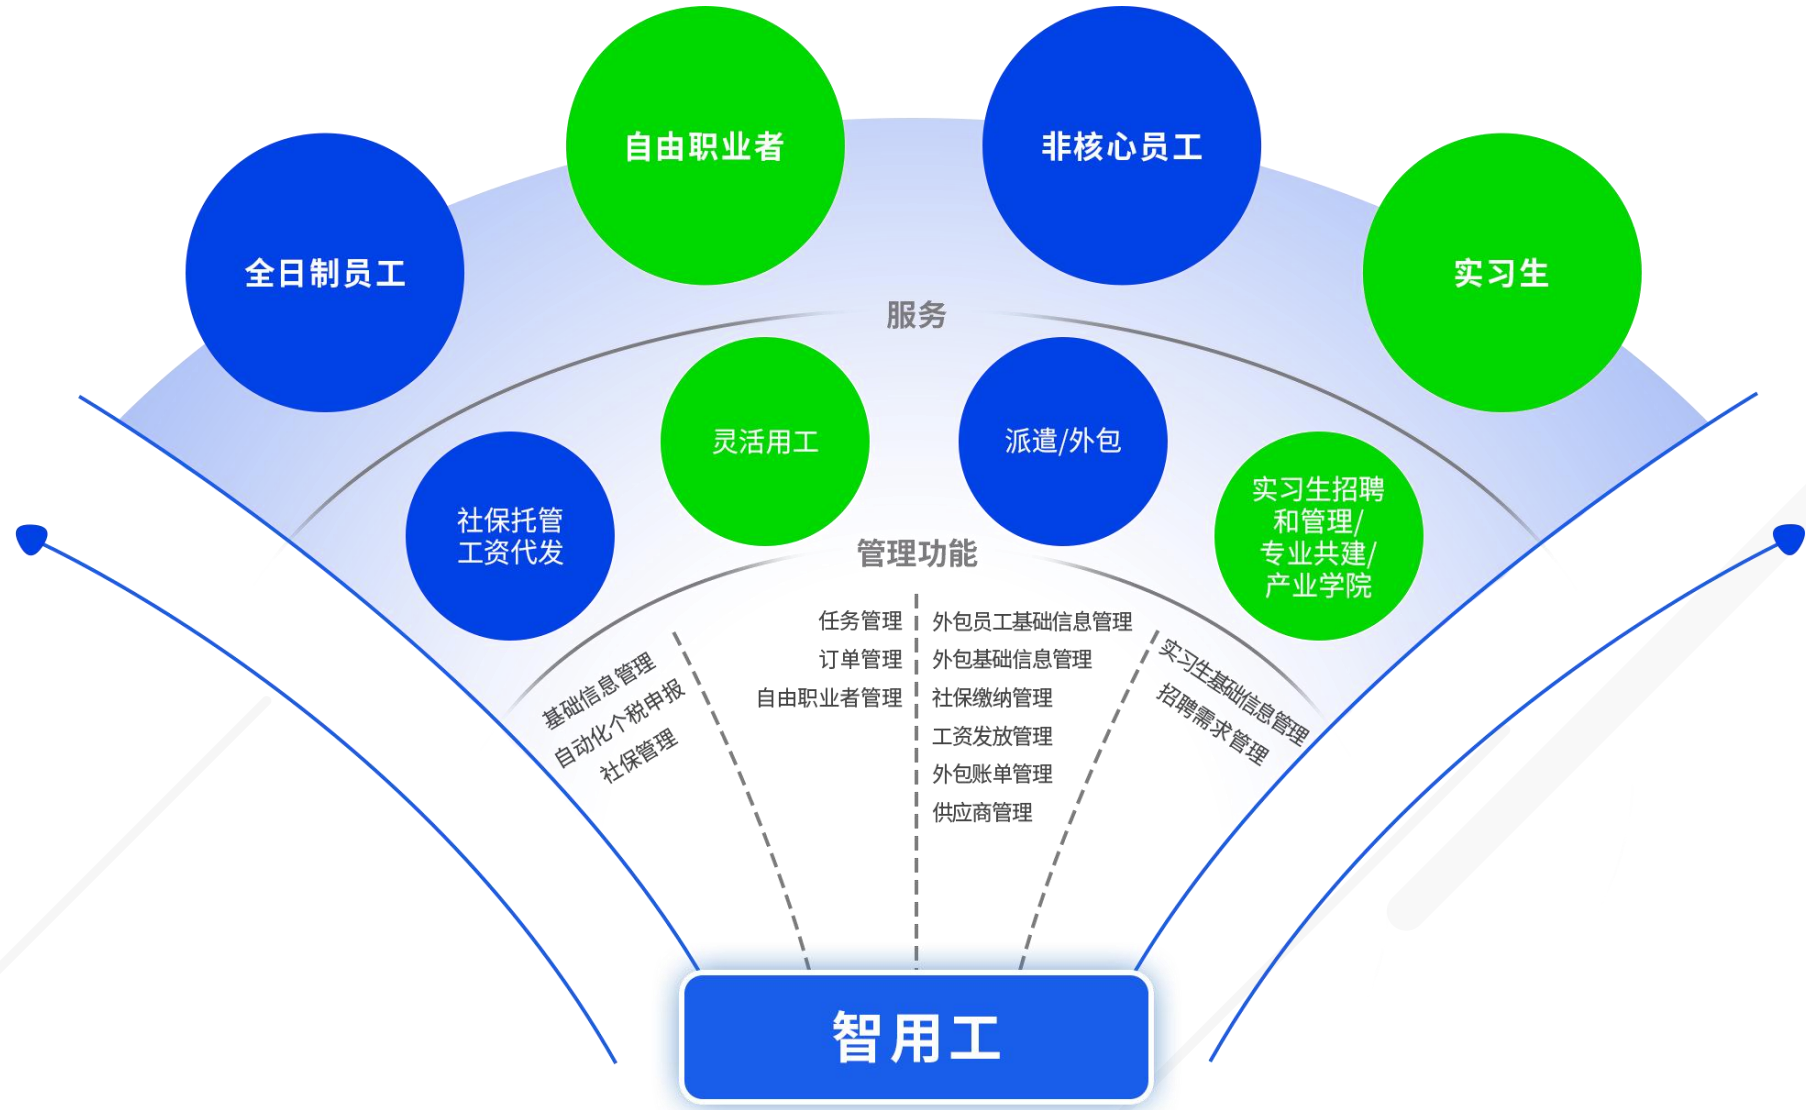 自由职业者
非核心员工
全日制员工
实习生
服务
灵活用工
派遣/外包
社保托管
工资代发
实习生招聘
和管理/
专业共建/
产业学院
管理功能
基础信息管理
自动化个税申报
社保管理
任务管理
订单管理
自由职业者管理
外包员工基础信息管理
外包基础信息管理
社保缴纳管理
工资发放管理
外包账单管理
供应商管理
实习生基础信息管理
招聘需求管理
智用工